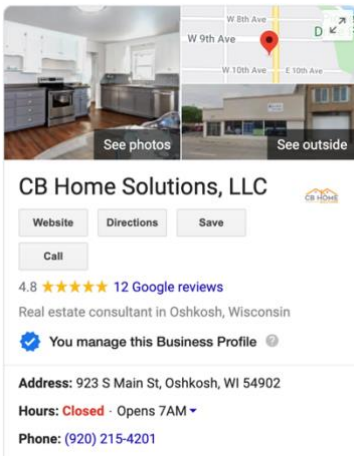 W 8th Ave
W 9th Ave
D
W 10th Ave E 10th Ave
See photos
See outside
CB Home Solutions, LLC
CB HOME
Website Directions Save
Call
4.8 ★★★★★ 12 Google reviews
Real estate consultant in Oshkosh, Wisconsin
You manage this Business Profile ?
Address: 923 S Main St, Oshkosh, WI 54902
Hours: Closed · Opens 7AM
Phone: (920) 215-4201